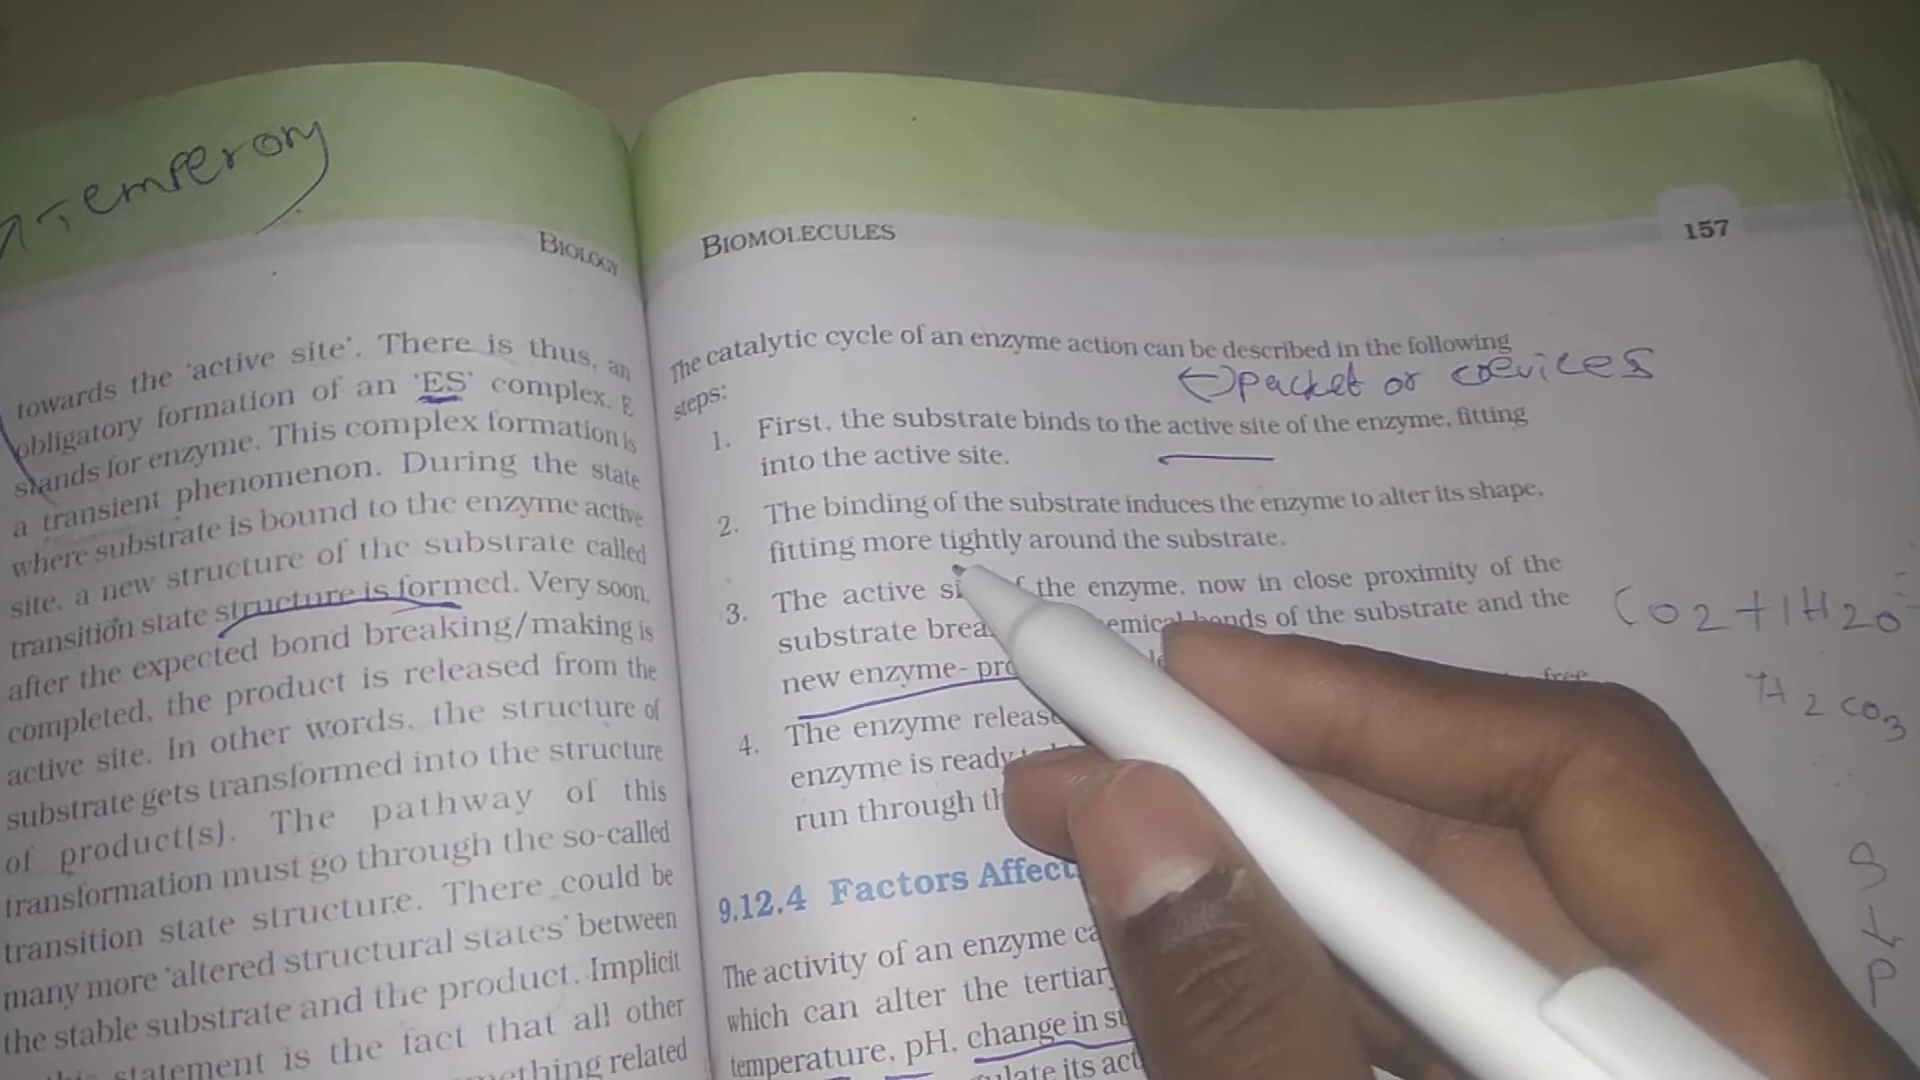 Temperory
BIOLOGY
towards the 'active site'. There is thus, an
obligatory formation of an 'ES' complex. E
stands for enzyme. This complex formation is
a transient phenomenon. During the state
where substrate is bound to the enzyme active
site, a new structure of the substrate called
transition state structure is formed. Very soon,
after the expected bond breaking/making is
completed, the product is released from the
active site. In other words, the structure of
substrate gets transformed into the structure
of product(s). The pathway of this
transformation must go through the so-called
transition state structure. There could be
many more 'altered structural states' between
the stable substrate and the product. Implicit
statement is the fact that all other
related
BIOMOLECULES
157
The catalytic cycle of an enzyme action can be described in the following
steps:
packet or crevices
1. First, the substrate binds to the active site of the enzyme, fitting
into the active site.
2. The binding of the substrate induces the enzyme to alter its shape,
fitting more tightly around the substrate.
3. The active of the enzyme, now in close proximity of the
substrate bonds of the substrate and the
new enzyme-
free
4. The enzyme
enzyme is ready
run through
CO2 + H2O
H2CO3
S
↓
P
9.12.4 Factors
The activity of an enzyme
which can alter the
temperature, pH, change in
its